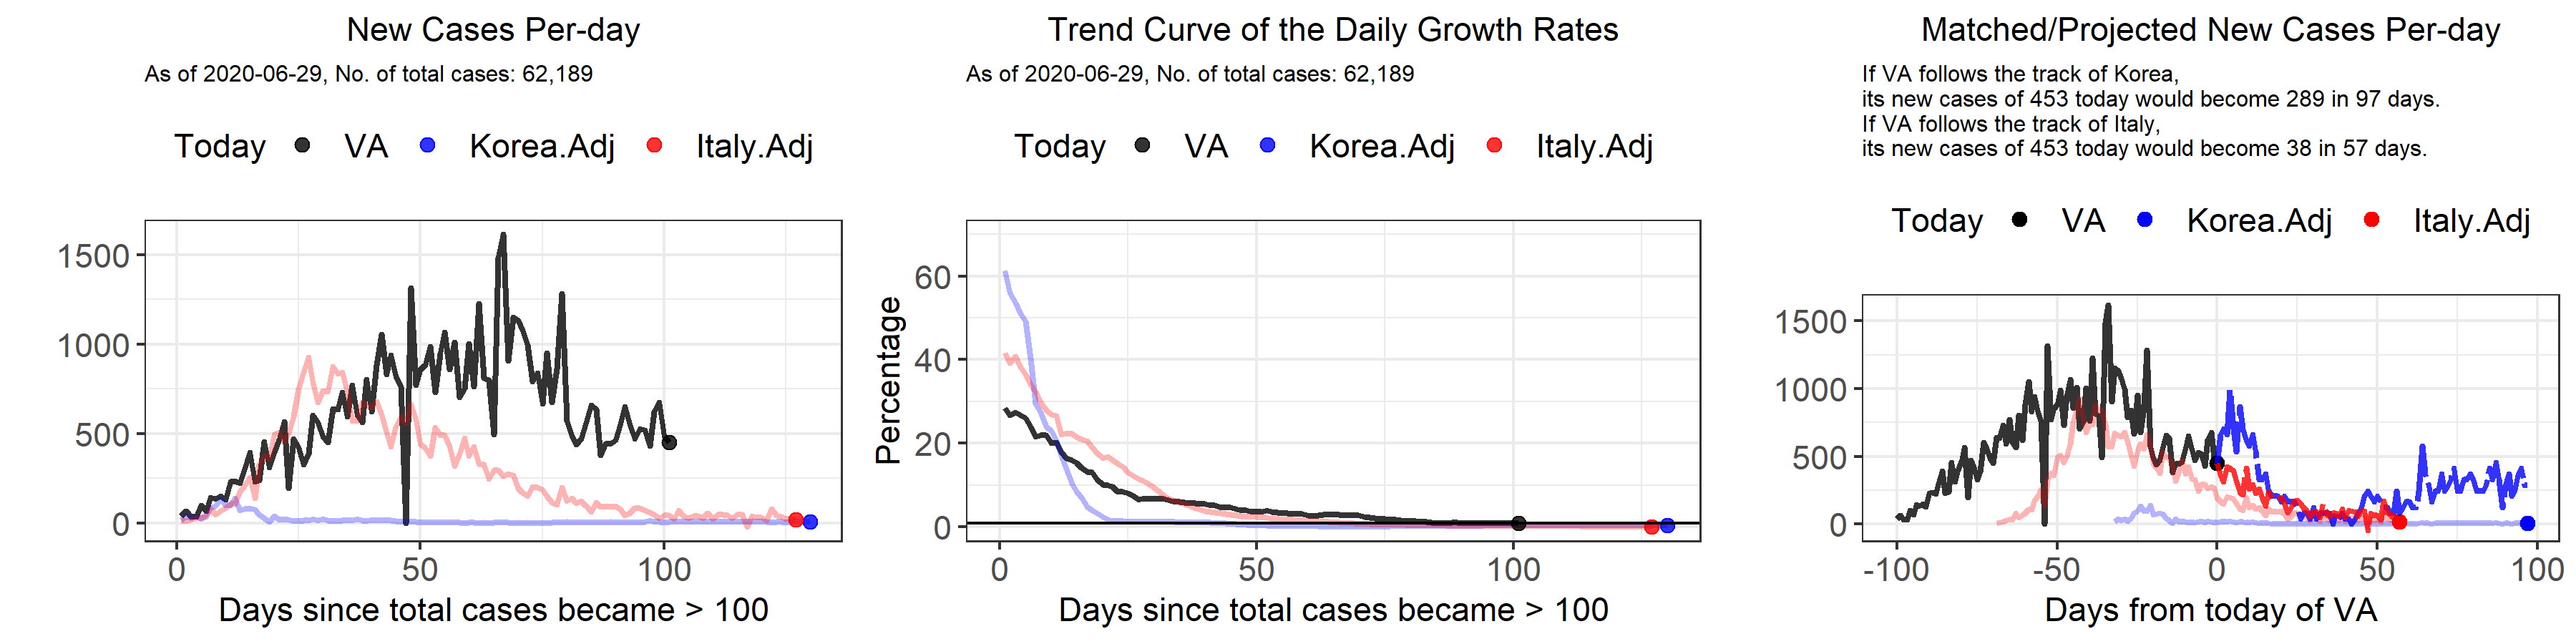 New Cases Per-day
As of 2020-06-29, No. of total cases: 62,189
Today VA Korea.Adj Italy.Adj
1500
1000
500
0
0 50 100
Days since total cases became > 100
Trend Curve of the Daily Growth Rates
As of 2020-06-29, No. of total cases: 62,189
Today VA Korea.Adj Italy.Adj
Percentage
60
40
20
0
0 50 100
Days since total cases became > 100
Matched/Projected New Cases Per-day
If VA follows the track of Korea,
its new cases of 453 today would become 289 in 97 days.
If VA follows the track of Italy,
its new cases of 453 today would become 38 in 57 days.
Today VA Korea.Adj Italy.Adj
1500
1000
500
0
-100 -50 0 50 100
Days from today of VA